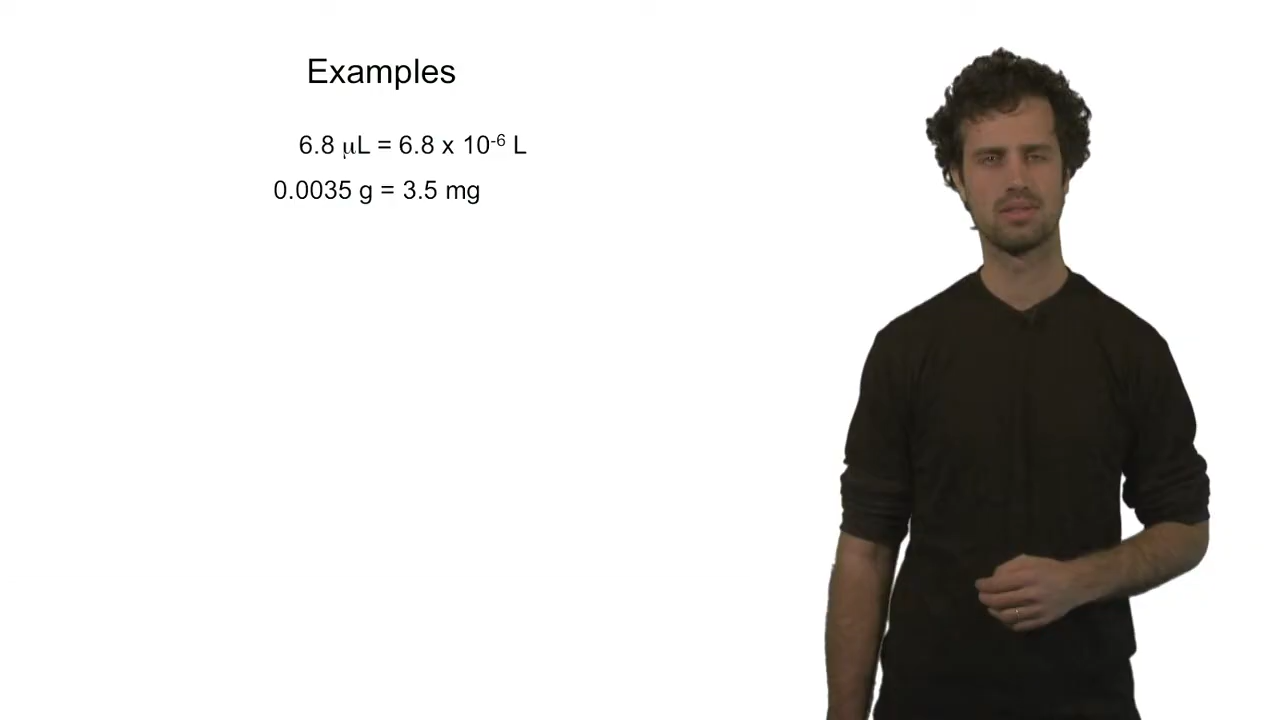 Examples
6.8 μL = 6.8 x 10⁻⁶ L
0.0035 g = 3.5 mg